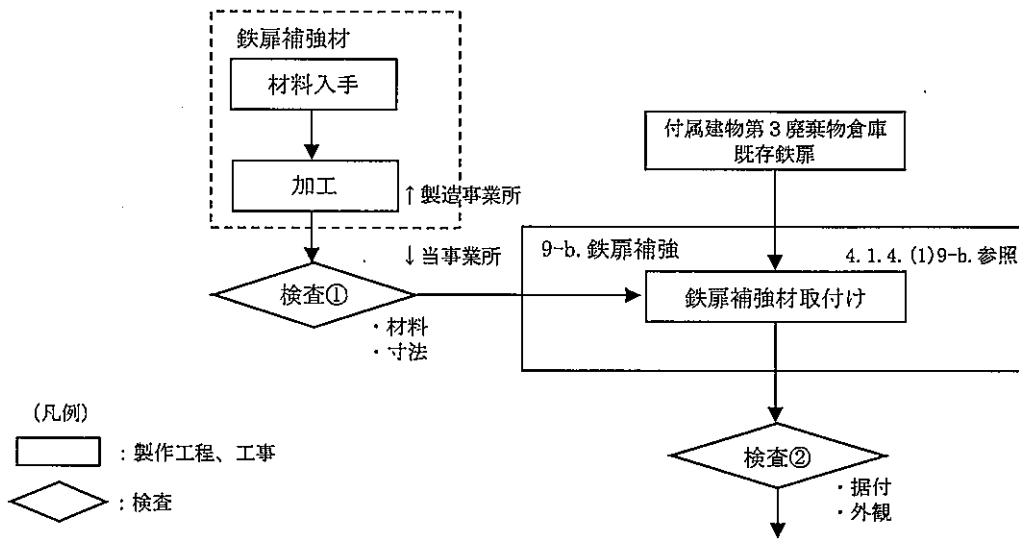 鉄扉補強材
材料入手
加工
↑製造事業所
↓当事業所
検査①
・材料
・寸法
付属建物第3廃棄物倉庫
既存鉄扉
9-b.鉄扉補強
4.1.4.(1)9-b.参照
鉄扉補強材取付け
検査②
・据付
・外観
(凡例)
：製作工程、工事
：検査